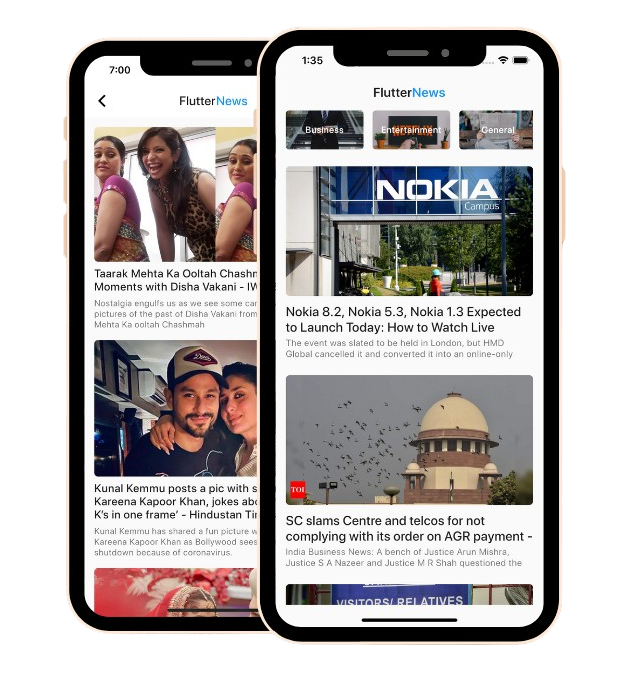 7:00
FlutterNews
Taarak Mehta Ka Ooltah Chashm
Moments with Disha Vakani - IW
Nostalgia engulfs us as we see some car
pictures of the past of Disha Vakani from
Mehta Ka ooltah Chashmah
Kunal Kemmu posts a pic with s
Kareena Kapoor Khan, jokes abo
K's in one frame' - Hindustan Tim
Kunal Kemmu has shared a fun picture w
Kareena Kapoor Khan as Bollywood sees
shutdown because of coronavirus.
1:35
FlutterNews
Business
Entertainment
General
NOKIA
Campus
Nokia 8.2, Nokia 5.3, Nokia 1.3 Expected
to Launch Today: How to Watch Live
The event was slated to be held in London, but HMD
Global cancelled it and converted it into an online-only
TOI
SC slams Centre and telcos for not
complying with its order on AGR payment -
India Business News: A bench of Justice Arun Mishra,
Justice S A Nazeer and Justice M R Shah questioned the
VISITORS/ RELATIVES